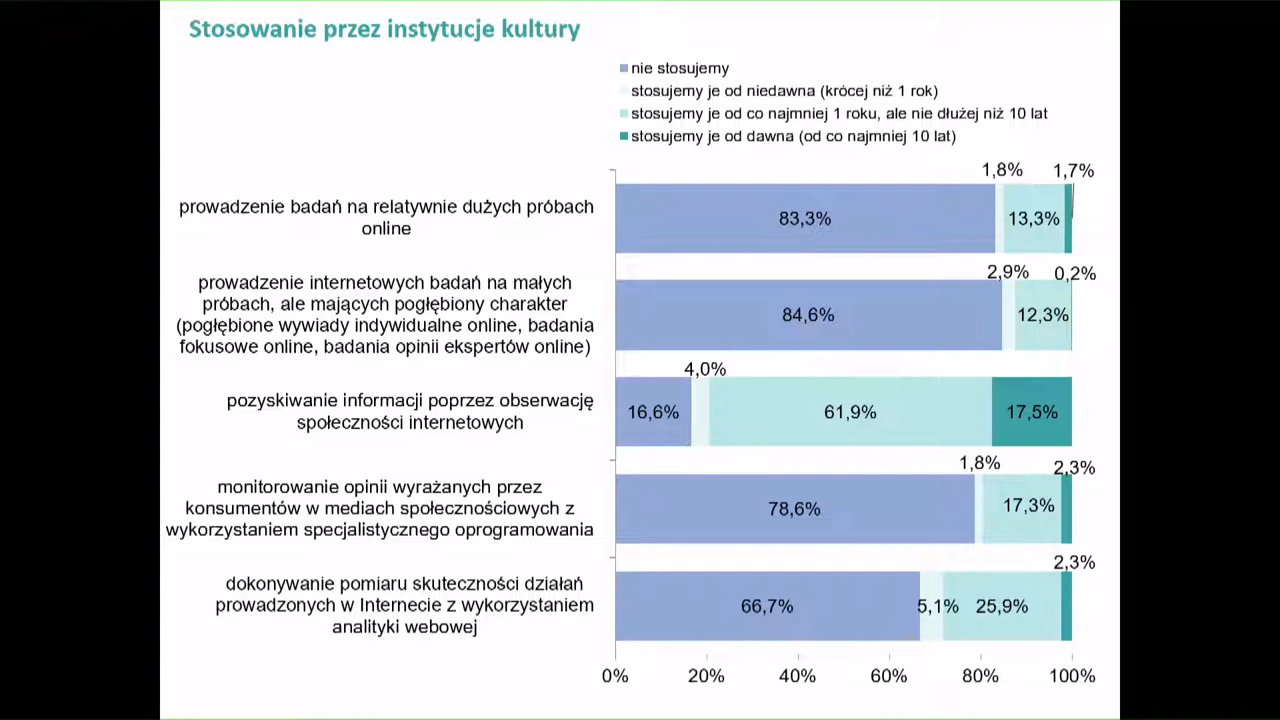 Stosowanie przez instytucje kultury
nie stosujemy
stosujemy je od niedawna (krócej niż 1 rok)
stosujemy je od co najmniej 1 roku, ale nie dłużej niż 10 lat
stosujemy je od dawna (od co najmniej 10 lat)
prowadzenie badań na relatywnie dużych próbach
online
83,3%
1,8%
13,3%
1,7%
prowadzenie internetowych badań na małych
próbach, ale mających pogłębiony charakter
(pogłębione wywiady indywidualne online, badania
fokusowe online, badania opinii ekspertów online)
84,6%
2,9%
12,3%
0,2%
pozyskiwanie informacji poprzez obserwację
społeczności internetowych
16,6%
4,0%
61,9%
17,5%
monitorowanie opinii wyrażanych przez
konsumentów w mediach społecznościowych z
wykorzystaniem specjalistycznego oprogramowania
78,6%
1,8%
17,3%
2,3%
dokonywanie pomiaru skuteczności działań
prowadzonych w Internecie z wykorzystaniem
analityki webowej
66,7%
5,1%
25,9%
2,3%
0% 20% 40% 60% 80% 100%